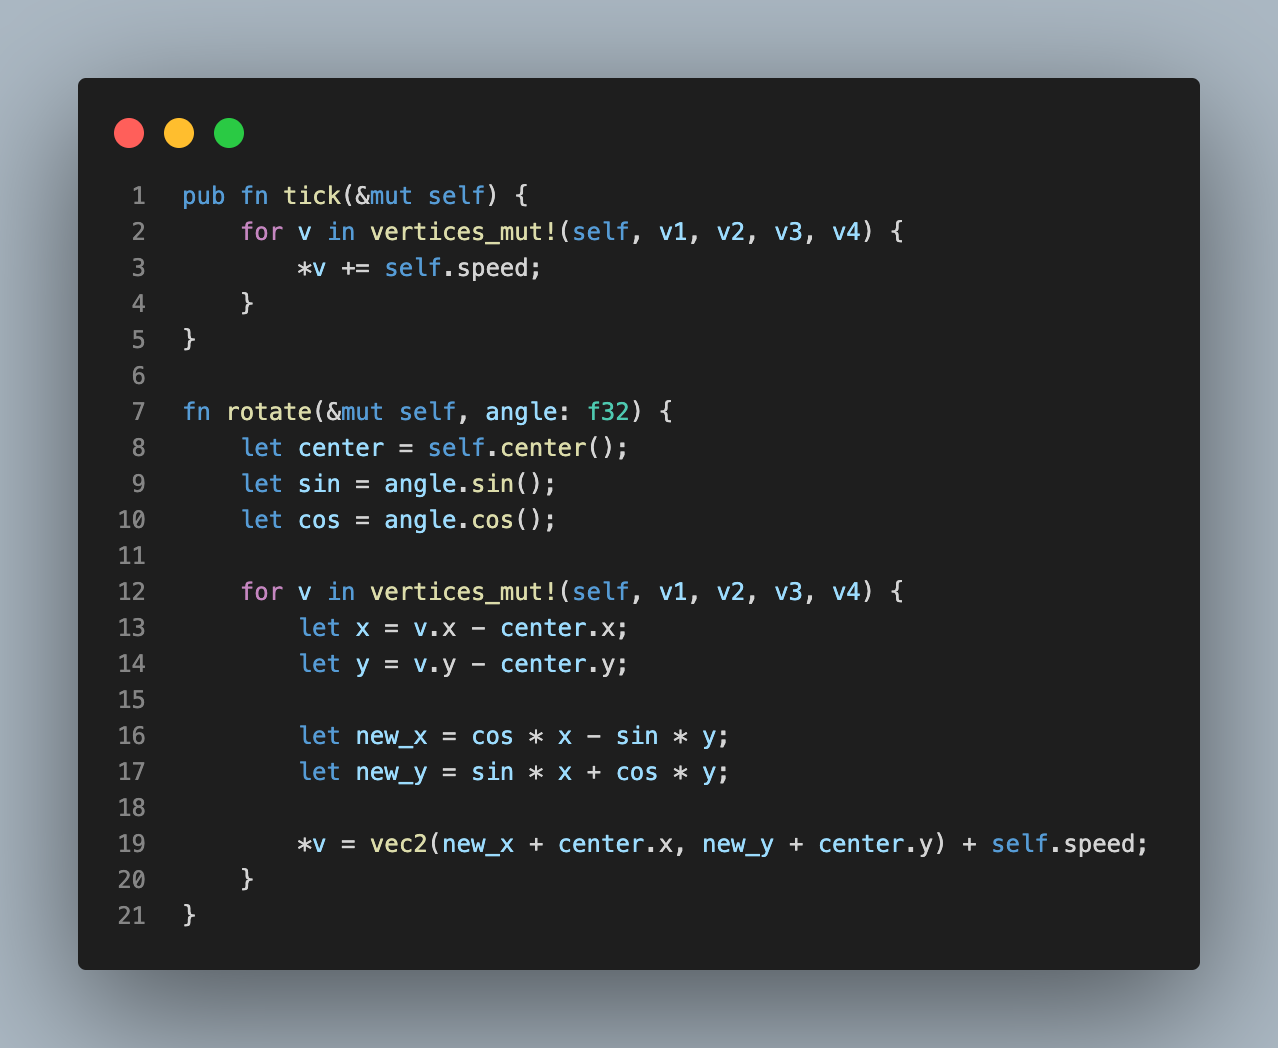 1 pub fn tick(&mut self) {
2     for v in vertices_mut!(self, v1, v2, v3, v4) {
3         *v += self.speed;
4     }
5 }
6
7 fn rotate(&mut self, angle: f32) {
8     let center = self.center();
9     let sin = angle.sin();
10     let cos = angle.cos();
11
12     for v in vertices_mut!(self, v1, v2, v3, v4) {
13         let x = v.x - center.x;
14         let y = v.y - center.y;
15
16         let new_x = cos * x - sin * y;
17         let new_y = sin * x + cos * y;
18
19         *v = vec2(new_x + center.x, new_y + center.y) + self.speed;
20     }
21 }